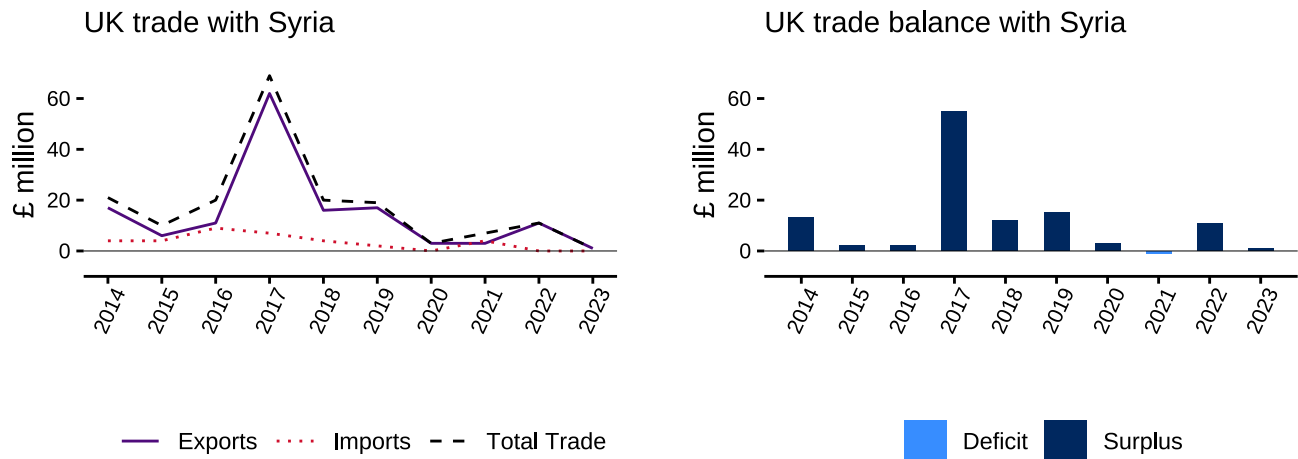 UK trade with Syria
£ million
60
40
20
0
2014 2015 2016 2017 2018 2019 2020 2021 2022 2023
Exports Imports Total Trade
UK trade balance with Syria
£ million
60
40
20
0
2014 2015 2016 2017 2018 2019 2020 2021 2022 2023
Deficit Surplus